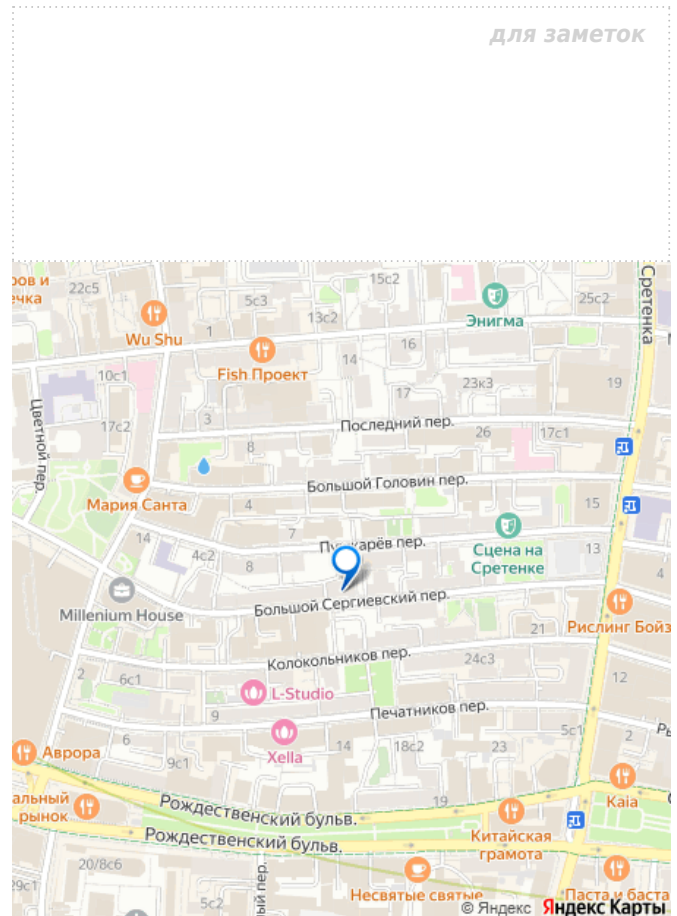 для заметок
ров и
ечка
22с5
5с3
13с2
15с2
25с2
Сретенка
Энигма
Wu Shu
1
Fish Проект
14
16
10с1
17
23к3
19
Цветной пер.
17с2
3
Последний пер.
26
17с1
8
Большой Головин пер.
Мария Санта
4
15
14
7
4с2
8
Сцена на
Сретенке
13
4
Millenium House
Большой Сергиевский пер.
Рислинг Бойз
21
Колокольников пер.
24с3
2
6с1
L-Studio
12
9
Печатников пер.
Xella
6
9с1
14
18с2
23
5с1
2
Аврора
альный
рынок
Рождественский бульв.
19
Kaia
Рождественский бульв.
Китайская
грамота
20/8с6
29с1
5с2
ый пер.
Несвятые святые
Паста и баста
© Яндекс Яндекс Карты